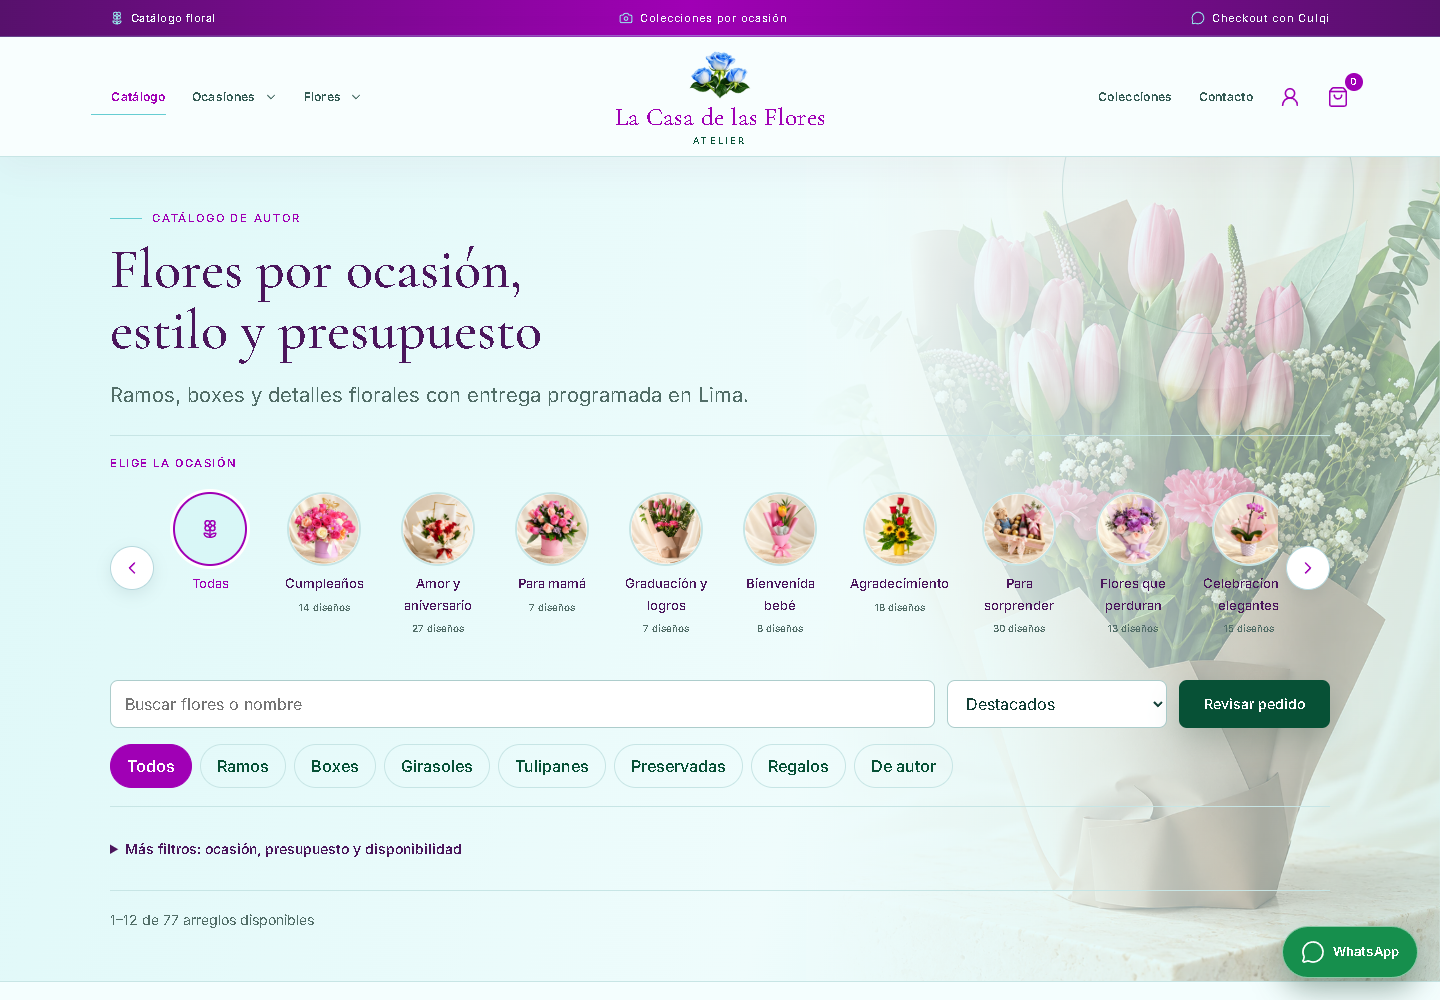 Catálogo floral
Colecciones por ocasión
Checkout con Culqi
Catálogo
Ocasiones
Flores
La Casa de las Flores
ATELIER
Colecciones
Contacto
0
CATÁLOGO DE AUTOR
Flores por ocasión,
estilo y presupuesto
Ramos, boxes y detalles florales con entrega programada en Lima.
ELIGE LA OCASIÓN
Todas
Cumpleaños
14 diseños
Amor y
aniversario
27 diseños
Para mamá
7 diseños
Graduación y
logros
7 diseños
Bienvenida
bebé
8 diseños
Agradecimiento
18 diseños
Para
sorprender
30 diseños
Flores que
perduran
13 diseños
Celebracion
elegantes
15 diseños
Buscar flores o nombre
Destacados
Revisar pedido
Todos
Ramos
Boxes
Girasoles
Tulipanes
Preservadas
Regalos
De autor
Más filtros: ocasión, presupuesto y disponibilidad
1–12 de 77 arreglos disponibles
WhatsApp